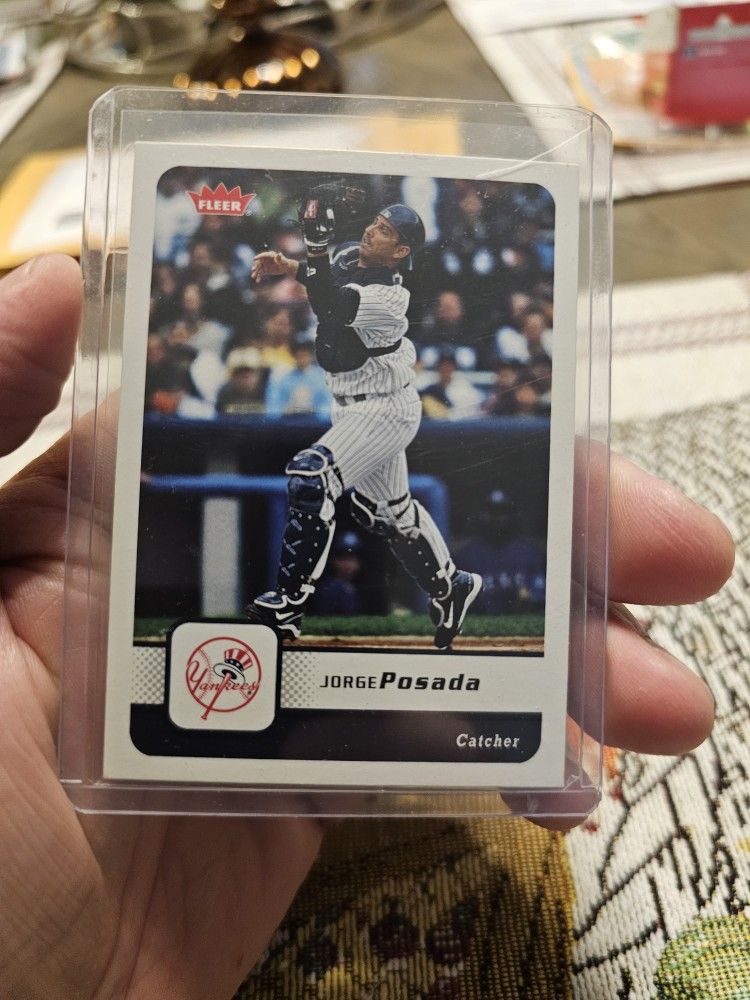 FLEER
Yankees
JORGE Posada
Catcher